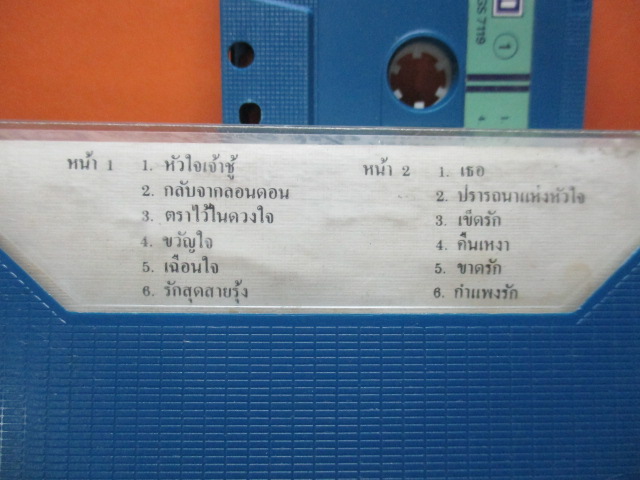 SS 7119
1
หน้า 1
1. หัวใจเจ้าชู้
2. กลับจากลอนดอน
3. ตราไว้ในดวงใจ
4. ขวัญใจ
5. เฉือนใจ
6. รักสุดสายรุ้ง
หน้า 2
1. เธอ
2. ปรารถนาแห่งหัวใจ
3. เข็ดรัก
4. คืนเหงา
5. ขาดรัก
6. กำแพงรัก